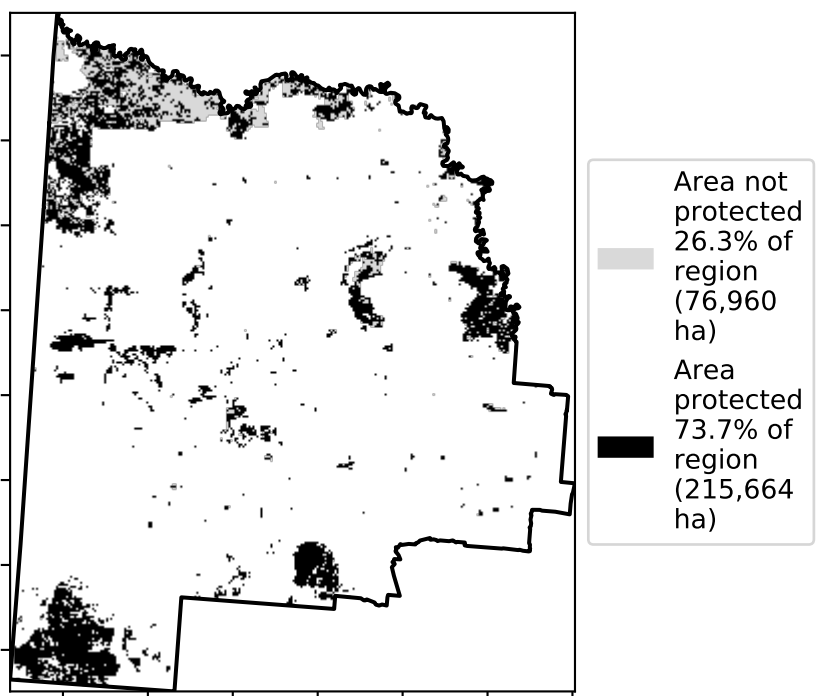 Area not
protected
26.3% of
region
(76,960
ha)
Area
protected
73.7% of
region
(215,664
ha)